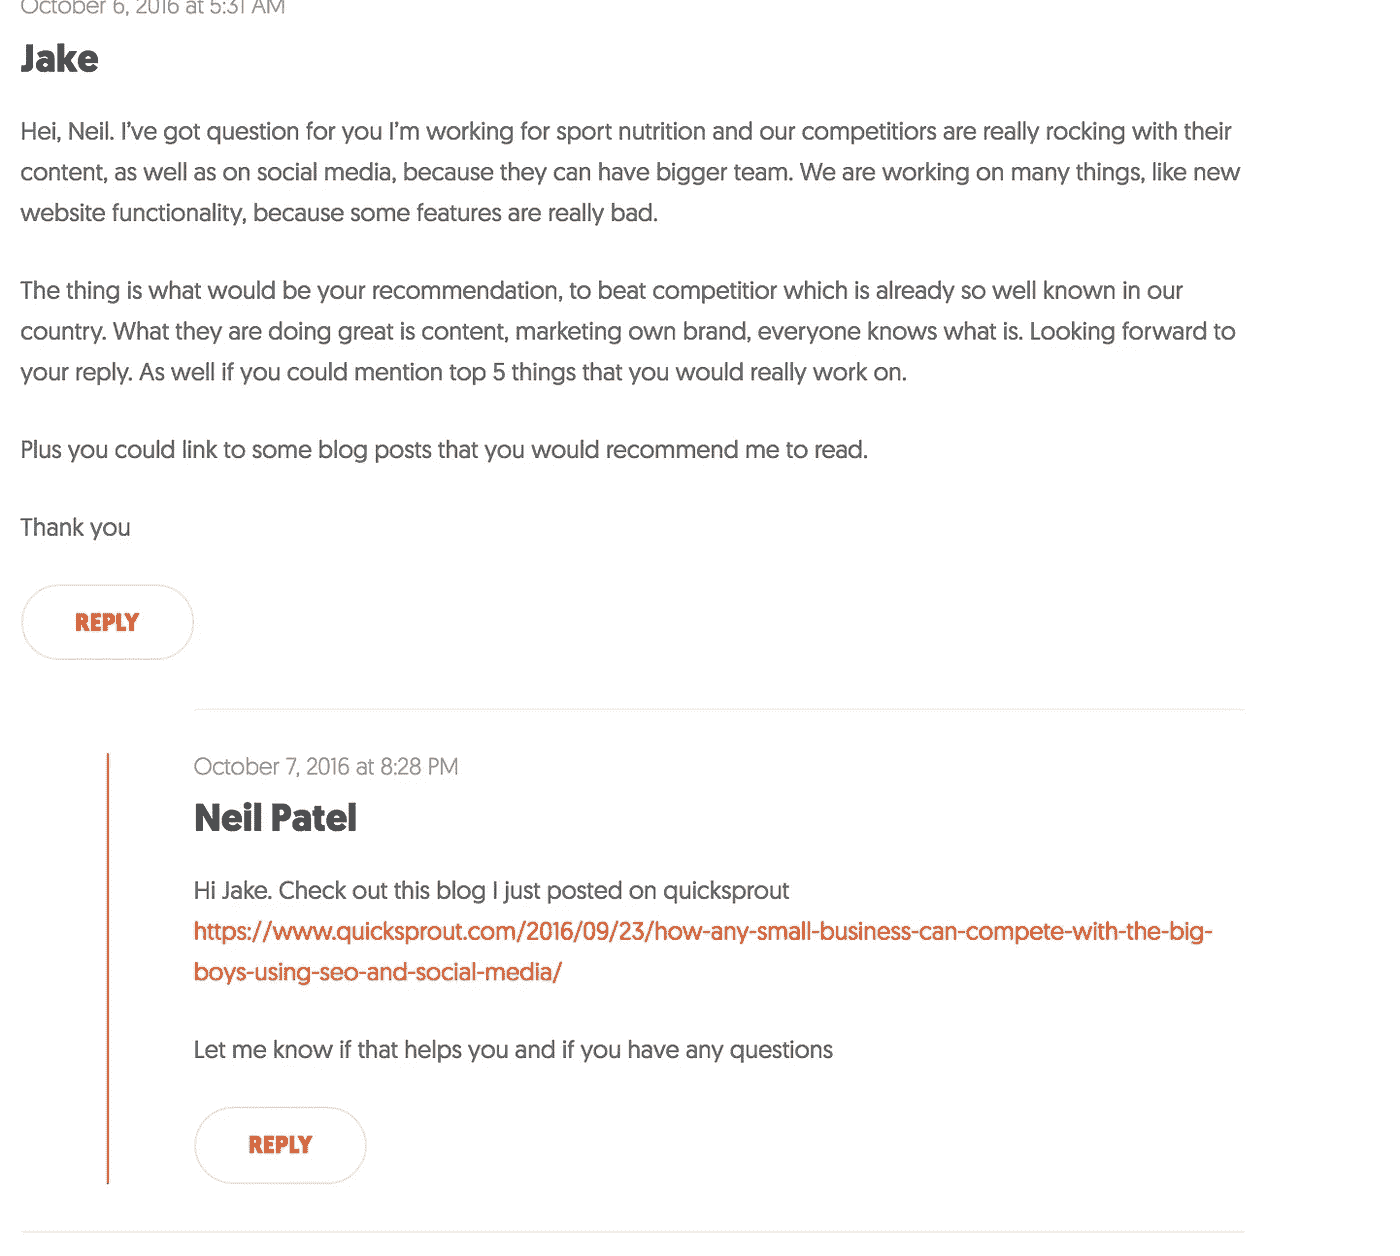 October 6, 2016 at 5:31 AM
Jake
Hei, Neil. I've got question for you I'm working for sport nutrition and our competitiors are really rocking with their
content, as well as on social media, because they can have bigger team. We are working on many things, like new
website functionality, because some features are really bad.
The thing is what would be your recommendation, to beat competitior which is already so well known in our
country. What they are doing great is content, marketing own brand, everyone knows what is. Looking forward to
your reply. As well if you could mention top 5 things that you would really work on.
Plus you could link to some blog posts that you would recommend me to read.
Thank you
REPLY
October 7, 2016 at 8:28 PM
Neil Patel
Hi Jake. Check out this blog I just posted on quicksprout
https://www.quicksprout.com/2016/09/23/how-any-small-business-can-compete-with-the-big-
boys-using-seo-and-social-media/
Let me know if that helps you and if you have any questions
REPLY